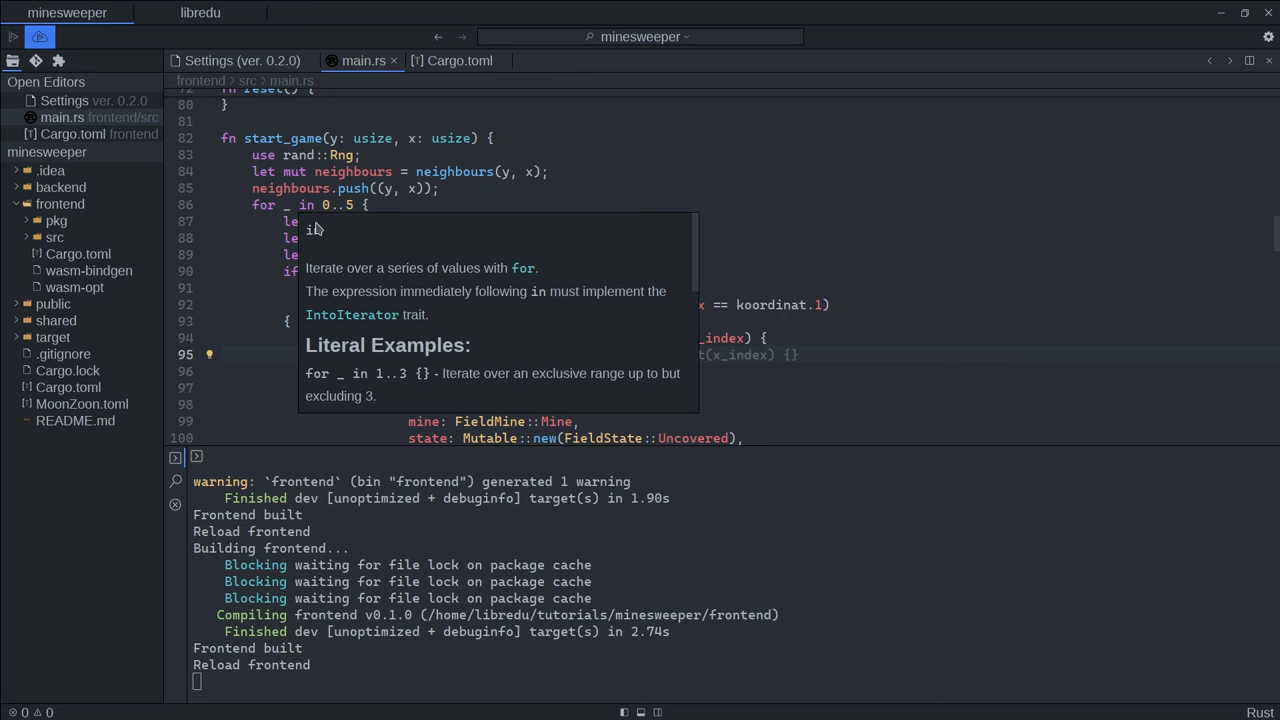 minesweeper
libredu
minesweeper
Settings (ver. 0.2.0)
main.rs
Cargo.toml
Open Editors
Settings ver. 0.2.0
main.rs frontend/src
Cargo.toml frontend
minesweeper
.idea
backend
frontend
pkg
src
Cargo.toml
wasm-bindgen
wasm-opt
public
shared
target
.gitignore
Cargo.lock
Cargo.toml
MoonZoon.toml
README.md
frontend > src > main.rs
72 fn reset() {
80 }
81
82 fn start_game(y: usize, x: usize) {
83 use rand::Rng;
84 let mut neighbours = neighbours(y, x);
85 neighbours.push((y, x));
86 for _ in 0..5 {
87 le
88 le
89 le
90 if
91
92 x == koordinat.1)
93 {
94 _index) {
95 t(x_index) {}
96
97
98
99 mine: FieldMine::Mine,
100 state: Mutable::new(FieldState::Uncovered),
in
Iterate over a series of values with for.
The expression immediately following in must implement the
IntoIterator trait.
Literal Examples:
for _ in 1..3 {} - Iterate over an exclusive range up to but
excluding 3.
warning: `frontend` (bin "frontend") generated 1 warning
Finished dev [unoptimized + debuginfo] target(s) in 1.90s
Frontend built
Reload frontend
Building frontend...
Blocking waiting for file lock on package cache
Blocking waiting for file lock on package cache
Blocking waiting for file lock on package cache
Compiling frontend v0.1.0 (/home/libredu/tutorials/minesweeper/frontend)
Finished dev [unoptimized + debuginfo] target(s) in 2.74s
Frontend built
Reload frontend
0 0
Rust